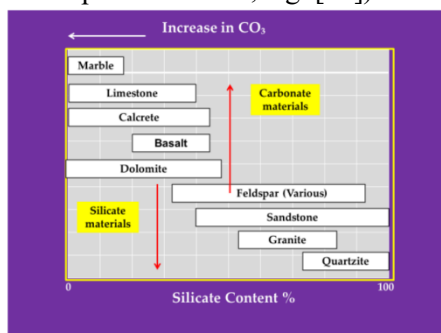 Increase in CO₃
Marble
Limestone
Carbonate
materials
Calcrete
Basalt
Dolomite
Feldspar (Various)
Silicate
materials
Sandstone
Granite
Quartzite
0
100
Silicate Content %